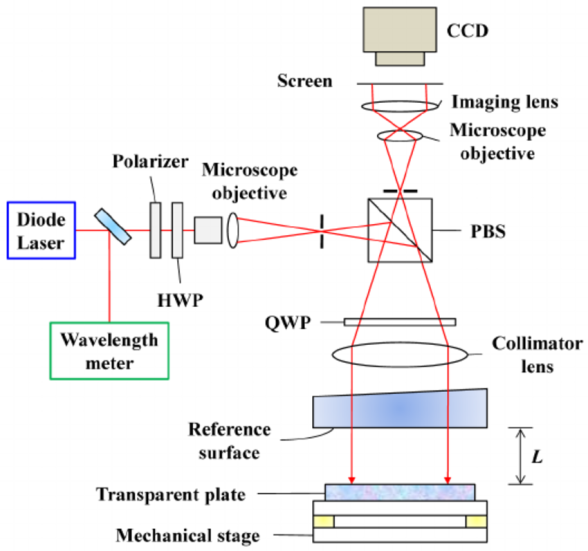 CCD
Screen
Imaging lens
Microscope
objective
Polarizer
Microscope
objective
Diode
Laser
PBS
HWP
QWP
Wavelength
meter
Collimator
lens
Reference
surface
L
Transparent plate
Mechanical stage